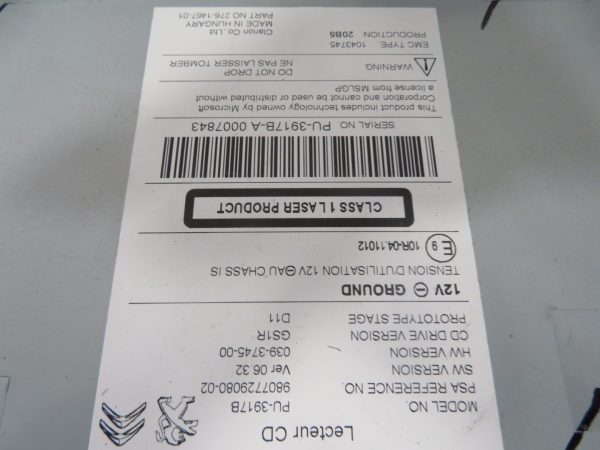 Lecteur CD
MODEL NO PU-3917B
PSA REFERENCE NO. 9807729080-02
SW VERSION Ver 06.32
HW VERSION 039-3745-00
CD DRIVE VERSION GS1R
PROTOTYPE STAGE D11
12V ⊖ GROUND
TENSION D'UTILISATION 12V ⊖AU CHASSIS
E9 10R-04.11012
CLASS 1 LASER PRODUCT
SERIAL NO PU-3917B-A 0007843
This product includes technology owned by Microsoft
Corporation and cannot be used or distributed without
a license from MSLGP
WARNING DO NOT DROP
NE PAS LAISSER TOMBER
EMC TYPE 1043745
PRODUCTION: 20B5
Clarion Co., Ltd
MADE IN HUNGARY
PART NO 276-1467-01